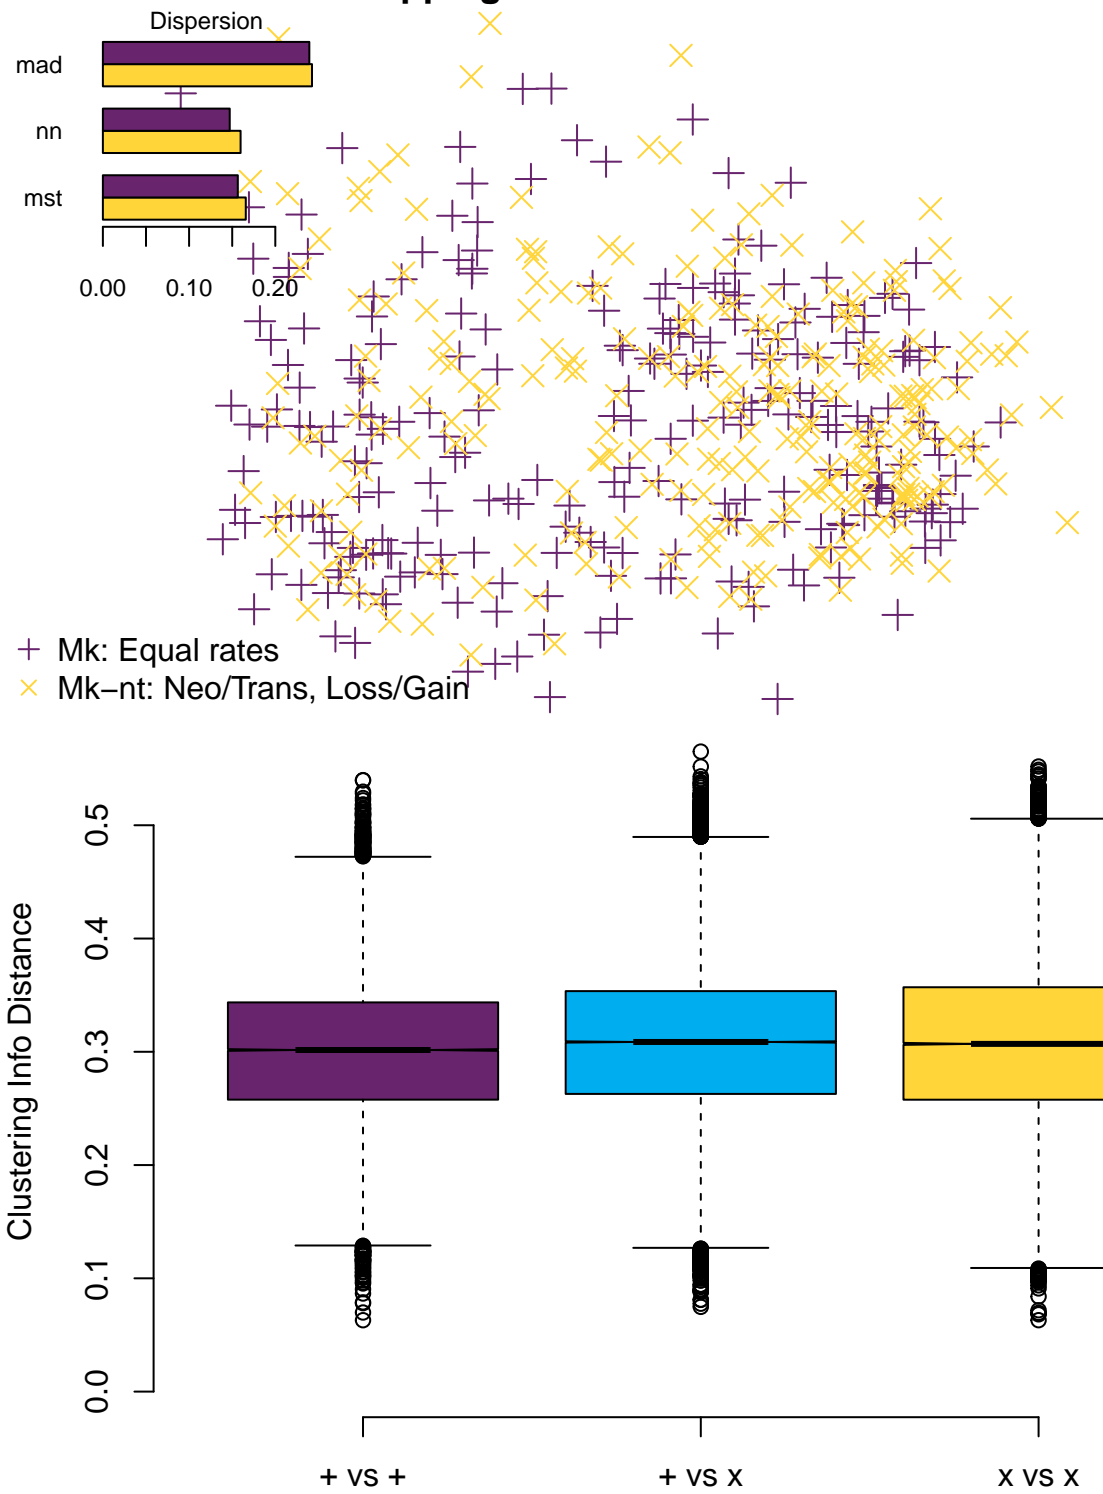 pping
Dispersion
mad
nn
mst
0.00 0.10 0.20
+ Mk: Equal rates
× Mk−nt: Neo/Trans, Loss/Gain
Clustering Info Distance
0.5
0.4
0.3
0.2
0.1
0.0
+ vs + + vs x x vs x